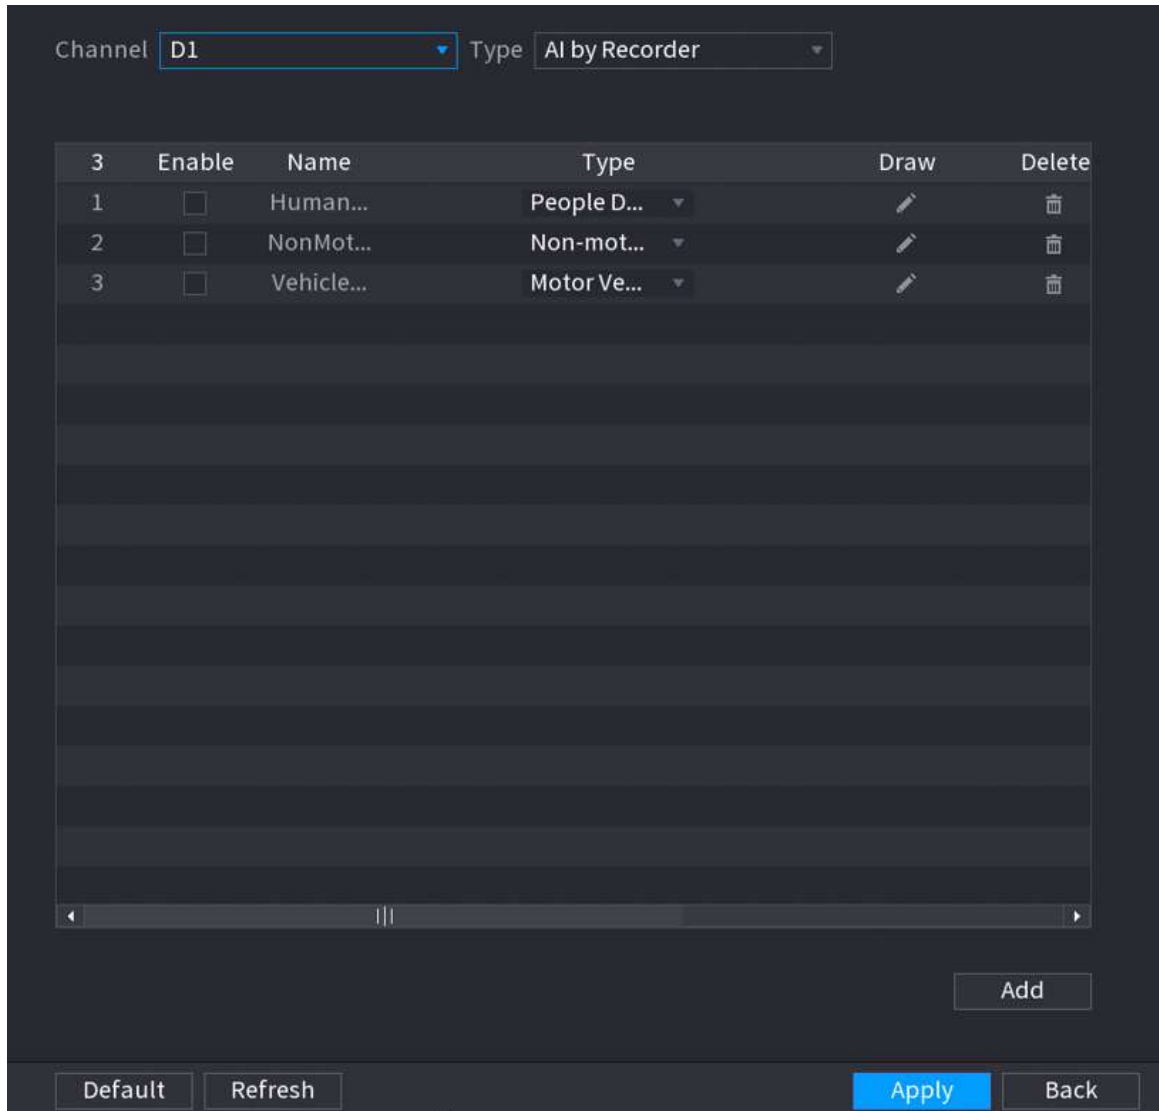 Channel D1 Type AI by Recorder
3 Enable Name Type Draw Delete
1 Human... People D...
2 NonMot... Non-mot...
3 Vehicle... Motor Ve...
Add
Default Refresh Apply Back